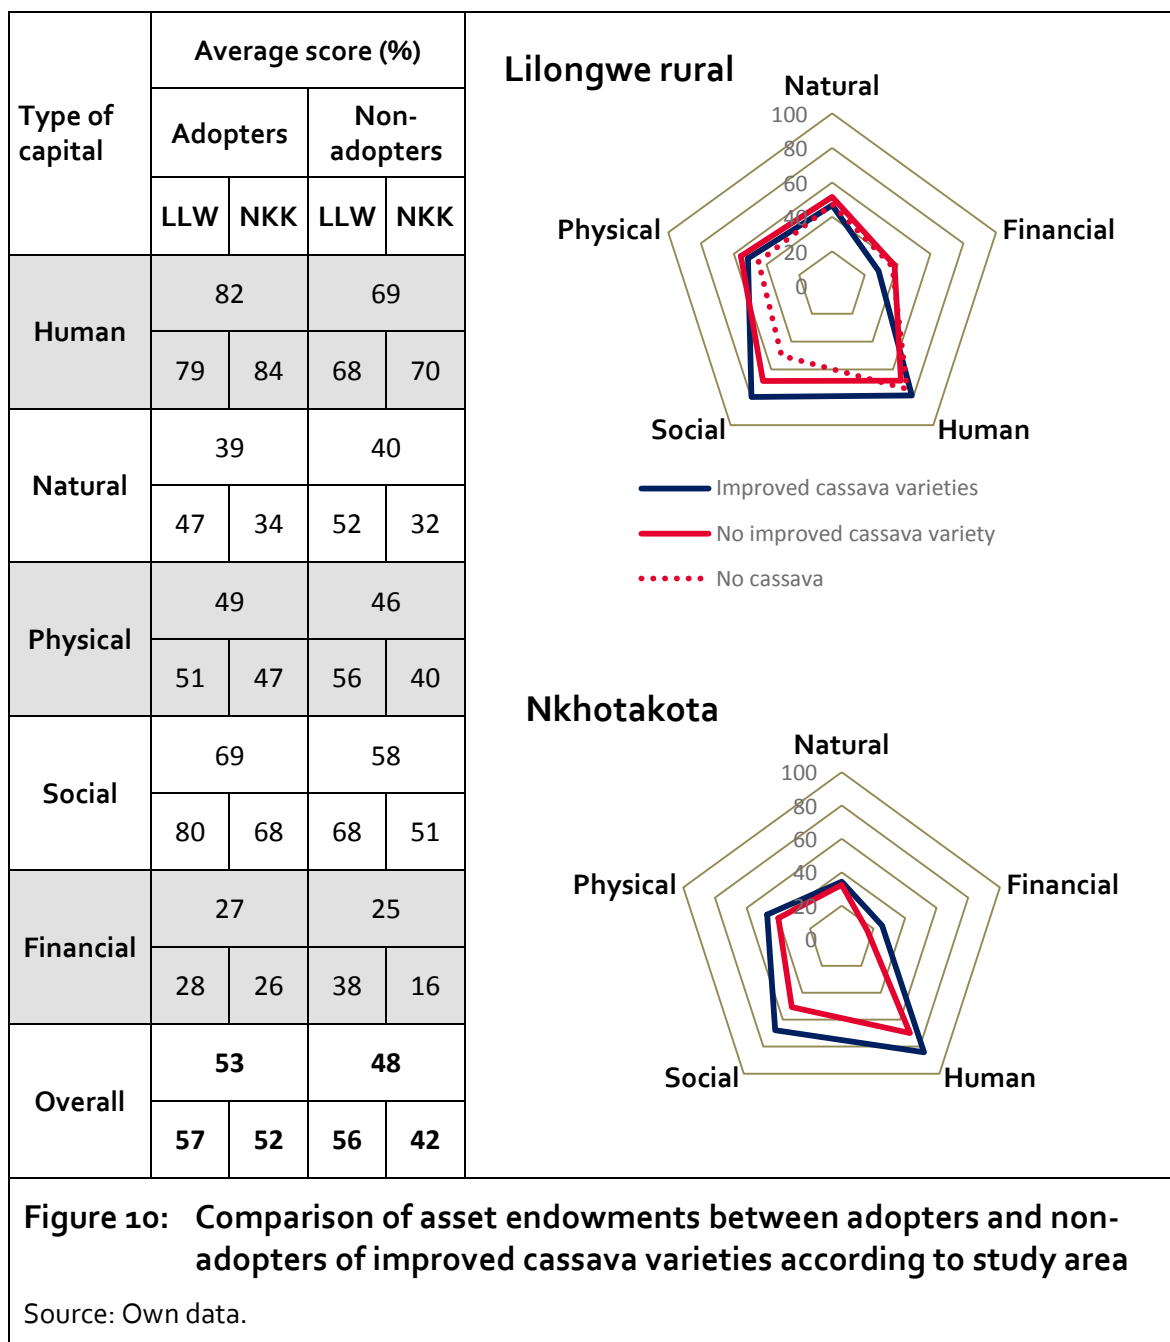 Type of capital
Average score (%)
Adopters
Non-adopters
LLW NKK LLW NKK
Human
82 69
79 84 68 70
Natural
39 40
47 34 52 32
Physical
49 46
51 47 56 40
Social
69 58
80 68 68 51
Financial
27 25
28 26 38 16
Overall
53 48
57 52 56 42
Lilongwe rural
Natural
100
80
60
40
20
0
Physical
Financial
Social
Human
Improved cassava varieties
No improved cassava variety
No cassava
Nkhotakota
Natural
100
80
60
40
20
0
Physical
Financial
Social
Human
Figure 10: Comparison of asset endowments between adopters and non-
adopters of improved cassava varieties according to study area
Source: Own data.